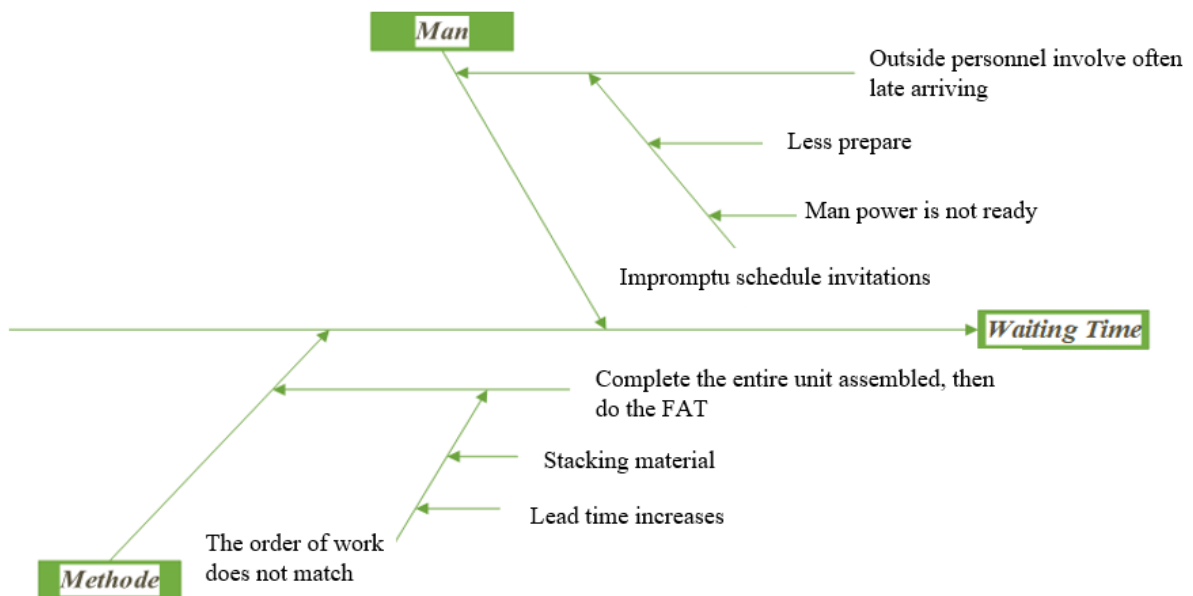 Man
Outside personnel involve often
late arriving
Less prepare
Man power is not ready
Impromptu schedule invitations
Waiting Time
Complete the entire unit assembled, then
do the FAT
Stacking material
Lead time increases
The order of work
does not match
Methode